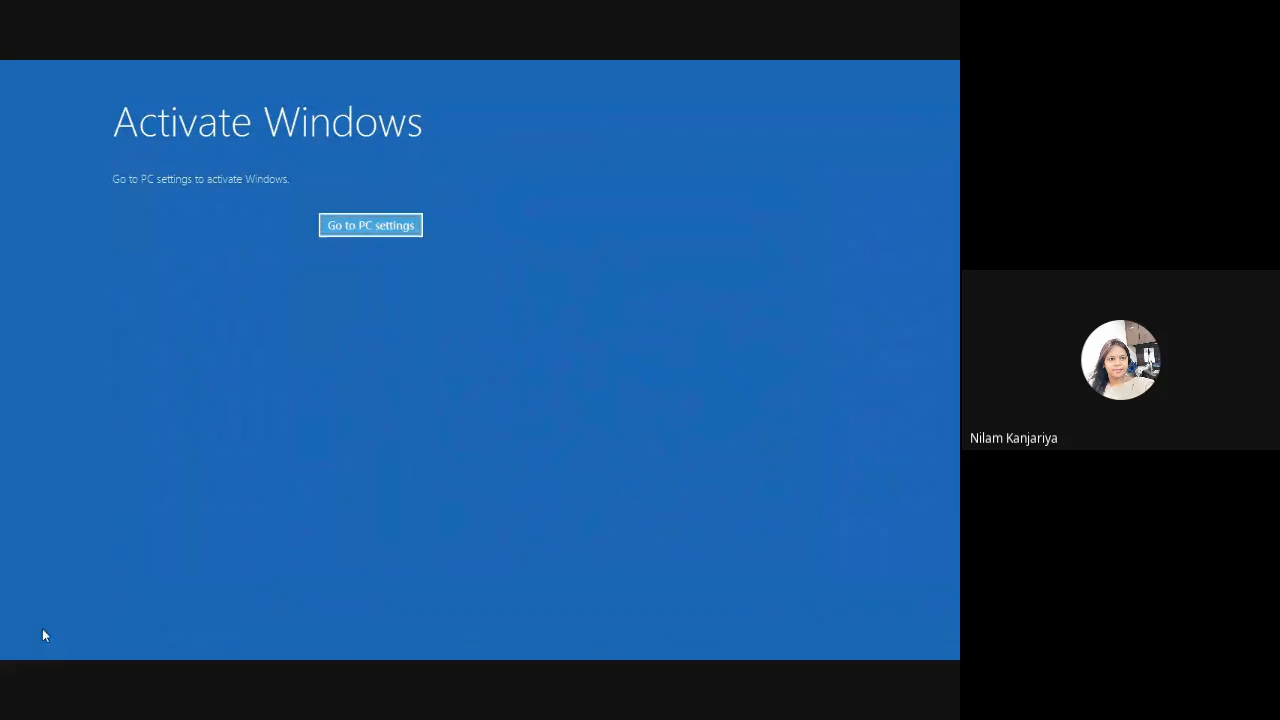 Activate Windows
Go to PC settings to activate Windows.
Go to PC settings
Nilam Kanjariya